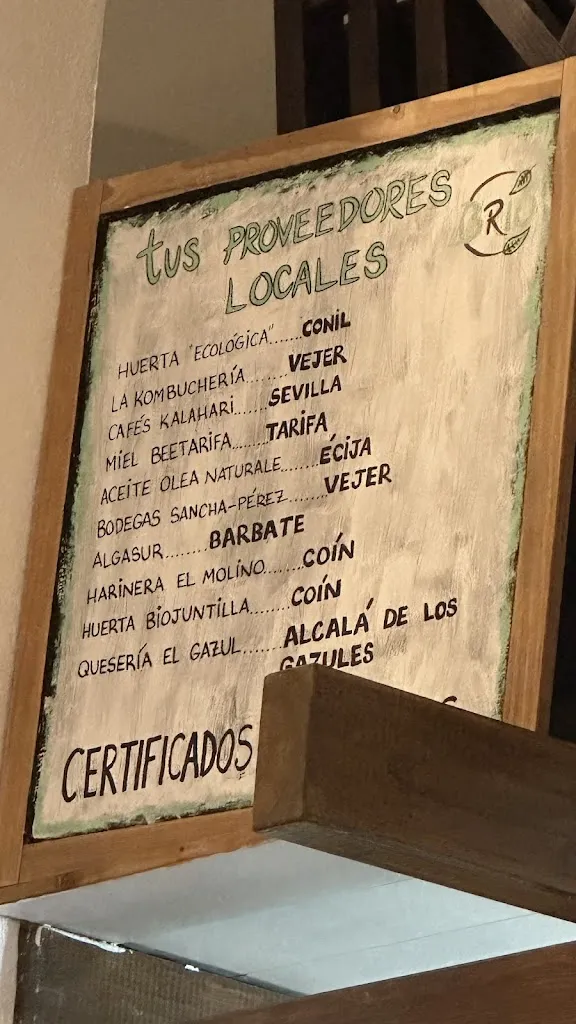 tus PROVEEDORES
LOCALES
R
HUERTA "ECOLÓGICA"......CONIL
LA KOMBUCHERÍA........VEJER
CAFÉS KALAHARI......SEVILLA
MIEL BEETARIFA........TARIFA
ACEITE OLEA NATURALE.......ÉCIJA
BODEGAS SANCHA-PÉREZ.......VEJER
ALGASUR........BARBATE
HARINERA EL MOLINO.......COÍN
HUERTA BIOJUNTILLA.......COÍN
QUESERÍA EL GAZUL......ALCALÁ DE LOS
GAZULES
CERTIFICADOS